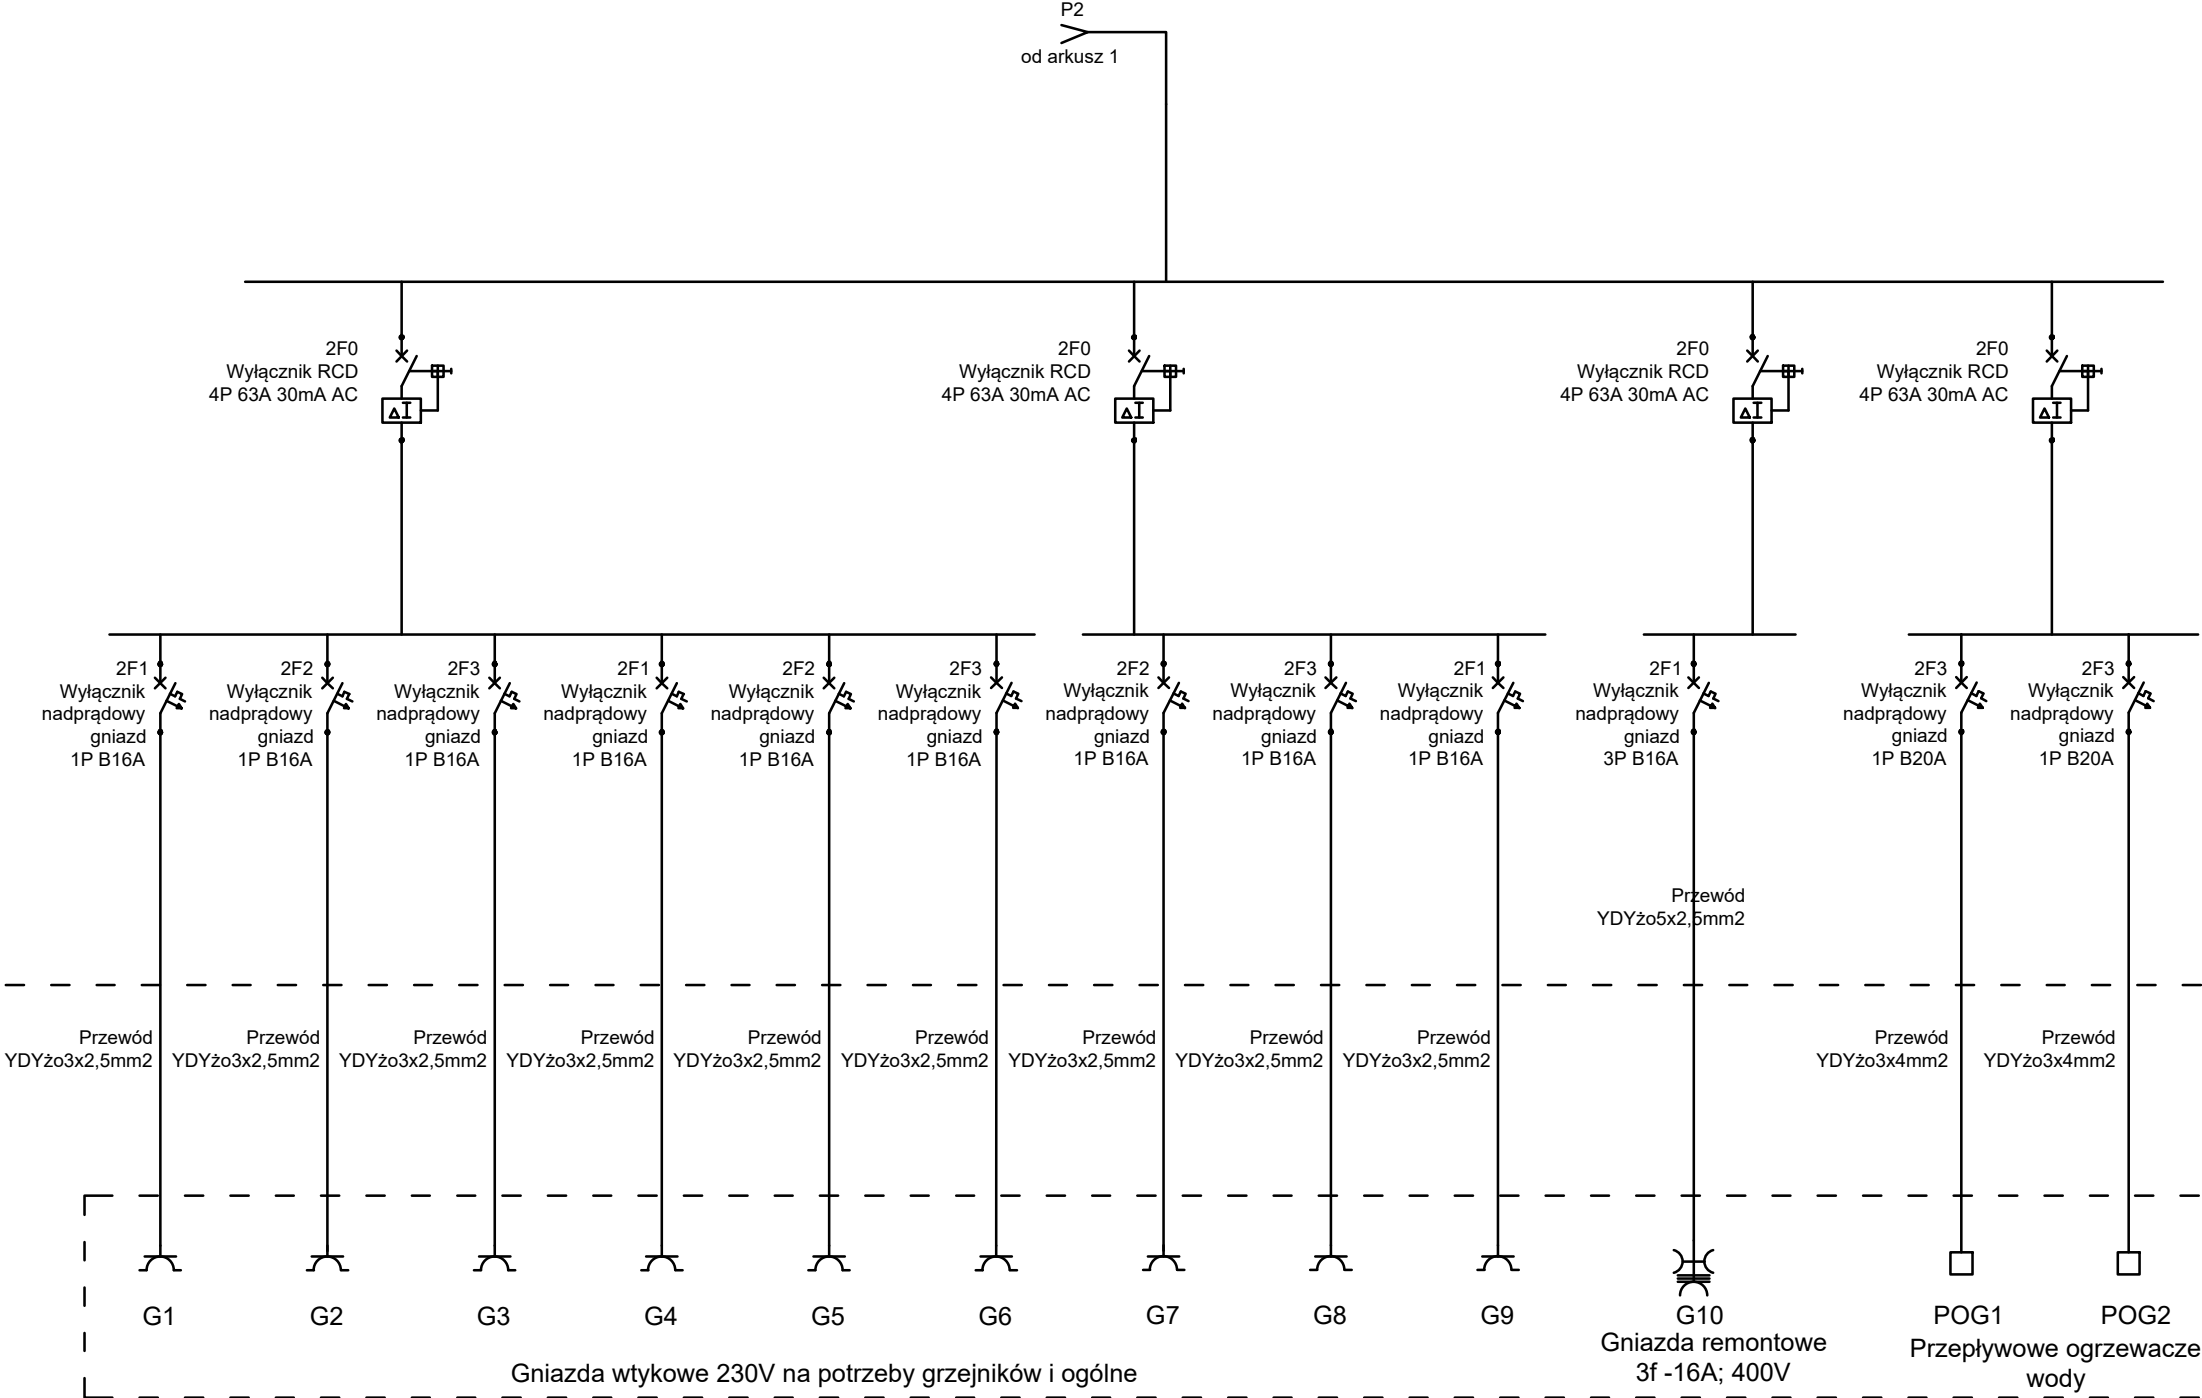 P2
od arkusz 1
2F0
Wyłącznik RCD
4P 63A 30mA AC
2F0
Wyłącznik RCD
4P 63A 30mA AC
2F0
Wyłącznik RCD
4P 63A 30mA AC
2F0
Wyłącznik RCD
4P 63A 30mA AC
2F1
Wyłącznik
nadprądowy
gniazd
1P B16A
2F2
Wyłącznik
nadprądowy
gniazd
1P B16A
2F3
Wyłącznik
nadprądowy
gniazd
1P B16A
2F1
Wyłącznik
nadprądowy
gniazd
1P B16A
2F2
Wyłącznik
nadprądowy
gniazd
1P B16A
2F3
Wyłącznik
nadprądowy
gniazd
1P B16A
2F2
Wyłącznik
nadprądowy
gniazd
1P B16A
2F3
Wyłącznik
nadprądowy
gniazd
1P B16A
2F1
Wyłącznik
nadprądowy
gniazd
1P B16A
2F1
Wyłącznik
nadprądowy
gniazd
3P B16A
2F3
Wyłącznik
nadprądowy
gniazd
1P B20A
2F3
Wyłącznik
nadprądowy
gniazd
1P B20A
Przewód
YDYżo5x2,5mm2
Przewód
YDYżo3x2,5mm2
Przewód
YDYżo3x2,5mm2
Przewód
YDYżo3x2,5mm2
Przewód
YDYżo3x2,5mm2
Przewód
YDYżo3x2,5mm2
Przewód
YDYżo3x2,5mm2
Przewód
YDYżo3x2,5mm2
Przewód
YDYżo3x2,5mm2
Przewód
YDYżo3x2,5mm2
Przewód
YDYżo3x4mm2
Przewód
YDYżo3x4mm2
G1
G2
G3
G4
G5
G6
G7
G8
G9
G10
POG1
POG2
Gniazda wtykowe 230V na potrzeby grzejników i ogólne
Gniazda remontowe
3f -16A; 400V
Przepływowe ogrzewacze
wody